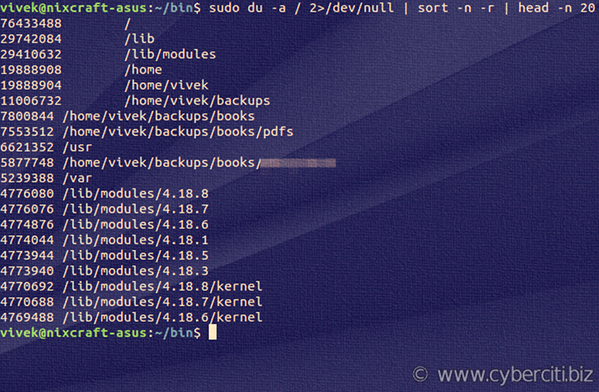 vivek@nixcraft-asus:~/bin$ sudo du -a / 2>/dev/null | sort -n -r | head -n 20
76433488 /
29742084 /lib
29410632 /lib/modules
19888908 /home
19888904 /home/vivek
11006732 /home/vivek/backups
7800844 /home/vivek/backups/books
7553512 /home/vivek/backups/books/pdfs
6621352 /usr
5877748 /home/vivek/backups/books/
5239388 /var
4776080 /lib/modules/4.18.8
4776076 /lib/modules/4.18.7
4774876 /lib/modules/4.18.6
4774044 /lib/modules/4.18.1
4773944 /lib/modules/4.18.5
4773940 /lib/modules/4.18.3
4770692 /lib/modules/4.18.8/kernel
4770688 /lib/modules/4.18.7/kernel
4769488 /lib/modules/4.18.6/kernel
vivek@nixcraft-asus:~/bin$
© www.cyberciti.biz